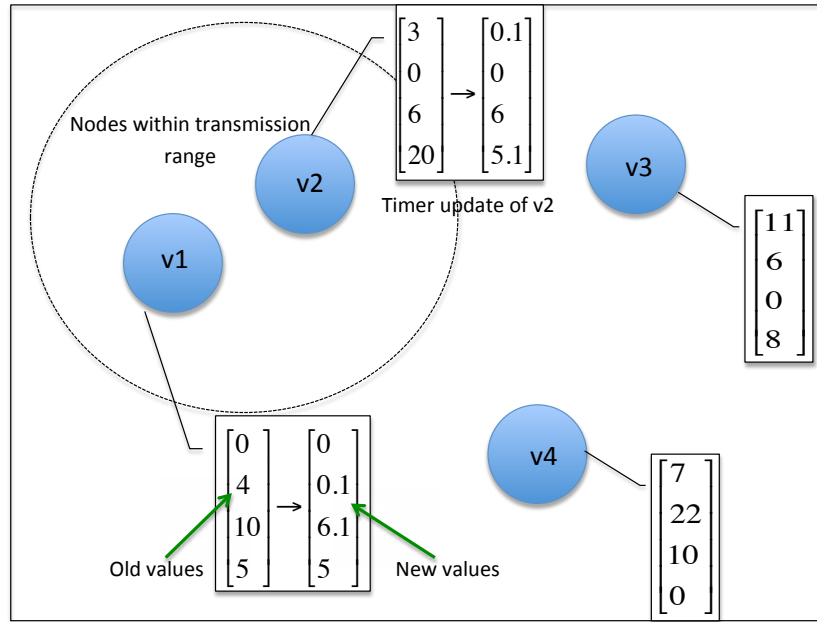 3 0.1
0 0
6 → 6
20 5.1
Nodes within transmission
range
v2
v3
Timer update of v2
v1
11
6
0
8
0 0
4 0.1
→
10 6.1
5 5
Old values
New values
v4
7
22
10
0